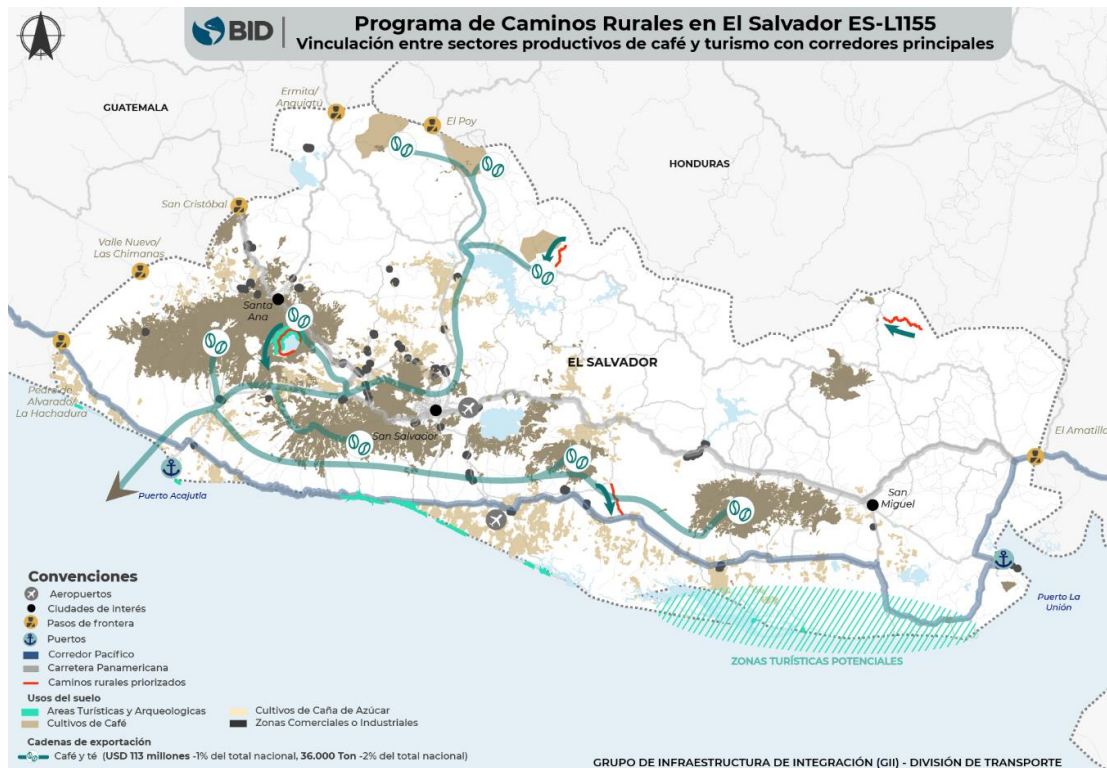 BID
Programa de Caminos Rurales en El Salvador ES-L1155
Vinculación entre sectores productivos de café y turismo con corredores principales
GUATEMALA
Ermita/
Anguiatú
El Poy
HONDURAS
San Cristóbal
Valle Nuevo/
Las Chimanas
Santa
Ana
EL SALVADOR
Pedro de
Alvarado/
La Hachadura
San Salvador
El Amatillo
Puerto Acajutla
San
Miguel
Puerto La
Unión
ZONAS TURÍSTICAS POTENCIALES
Convenciones
Aeropuertos
Ciudades de interés
Pasos de frontera
Puertos
Corredor Pacífico
Carretera Panamericana
Caminos rurales priorizados
Usos del suelo
Areas Turísticas y Arqueologicas
Cultivos de Café
Cultivos de Caña de Azúcar
Zonas Comerciales o Industriales
Cadenas de exportación
Café y té (USD 113 millones -1% del total nacional, 36.000 Ton -2% del total nacional)
GRUPO DE INFRAESTRUCTURA DE INTEGRACIÓN (GII) - DIVISIÓN DE TRANSPORTE